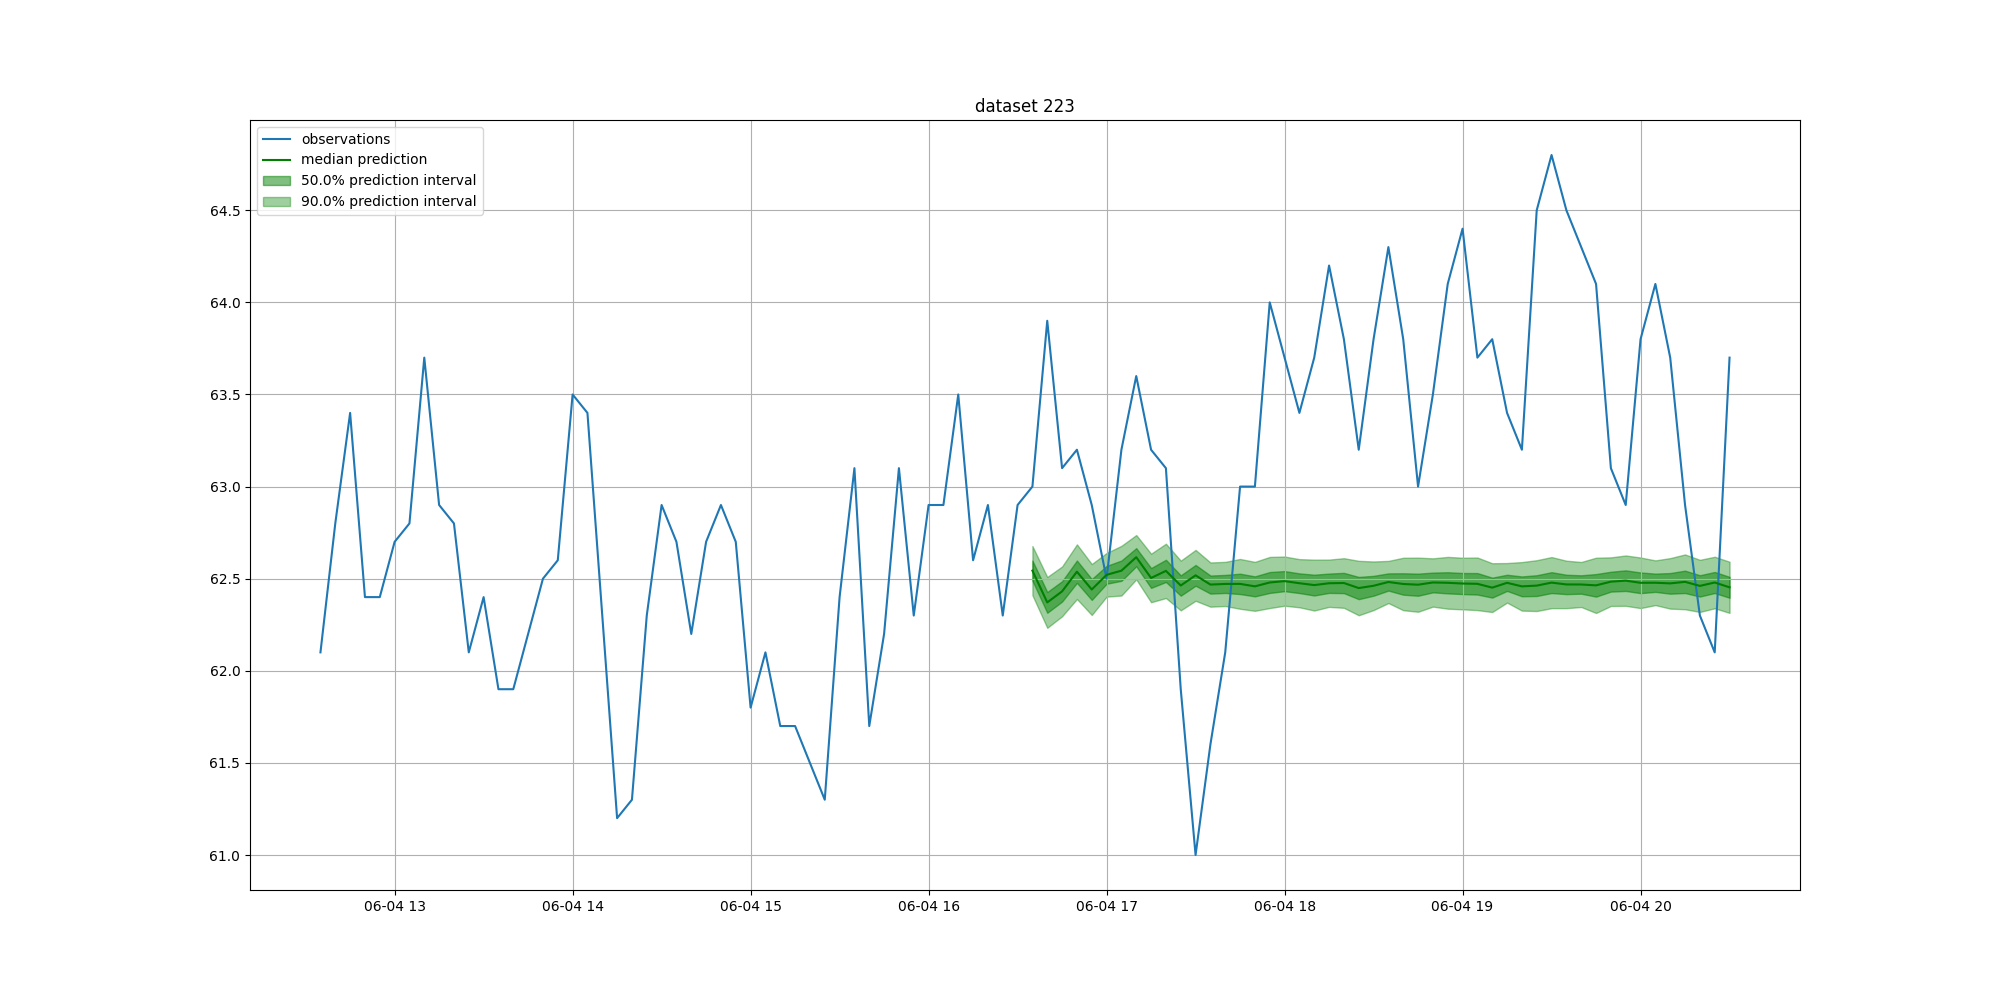 dataset 223
observations
median prediction
50.0% prediction interval
90.0% prediction interval
64.5
64.0
63.5
63.0
62.5
62.0
61.5
61.0
06-04 13 06-04 14 06-04 15 06-04 16 06-04 17 06-04 18 06-04 19 06-04 20